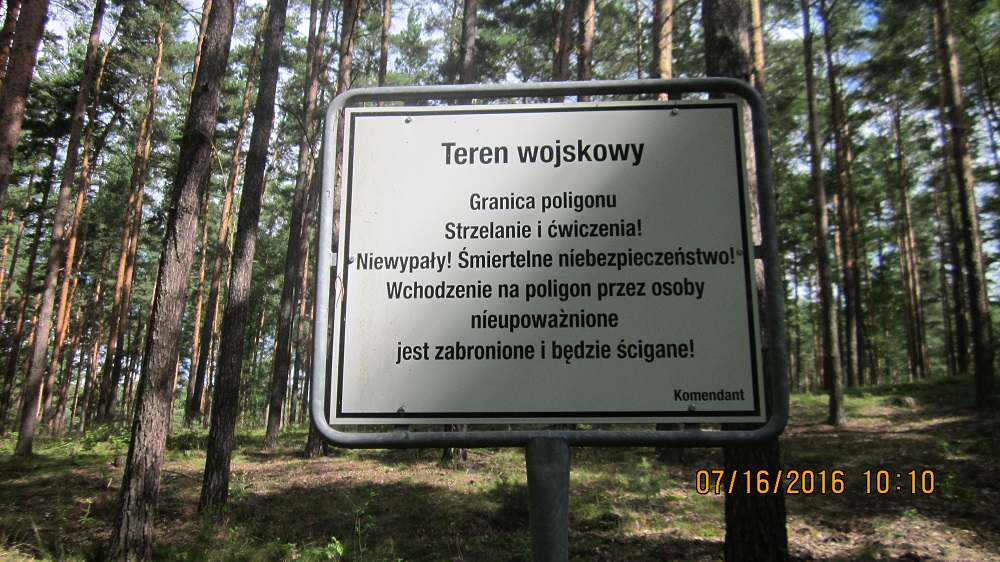 Teren wojskowy
Granica poligonu
Strzelanie i ćwiczenia!
Niewypały! Śmiertelne niebezpieczeństwo!
Wchodzenie na poligon przez osoby
nieupoważnione
jest zabronione i będzie ścigane!
Komendant
07/16/2016 10:10